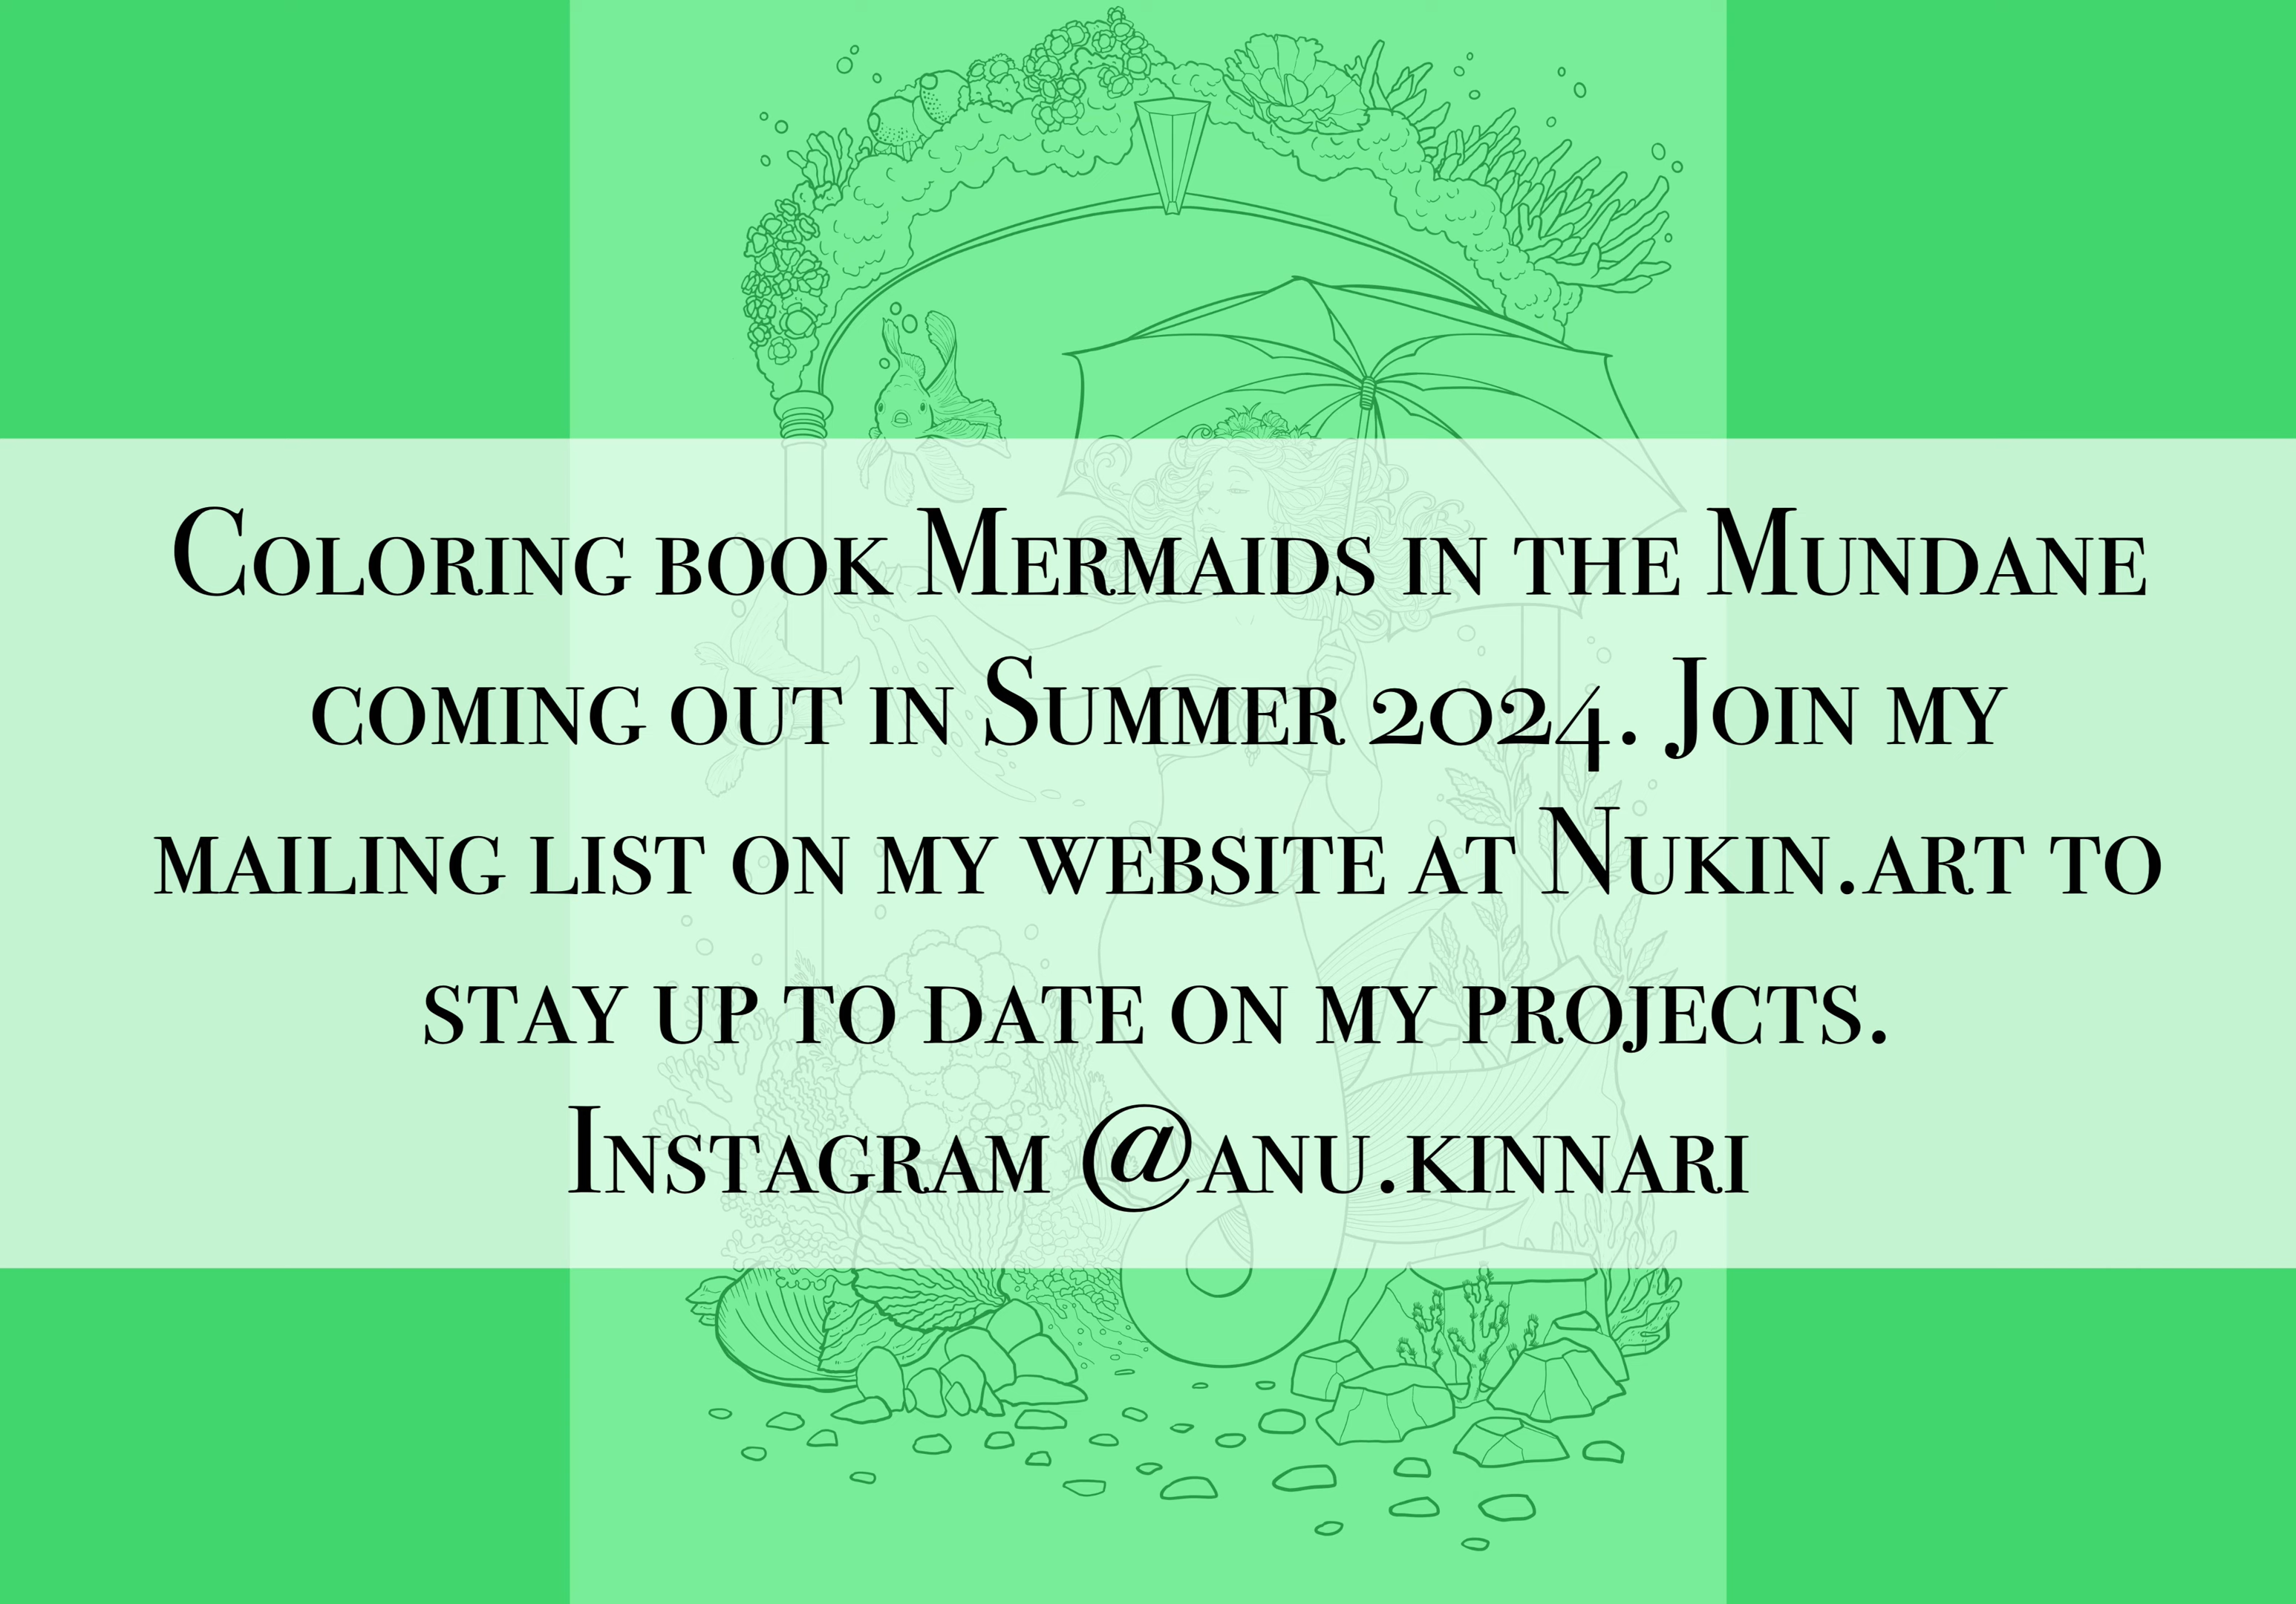 Coloring book Mermaids in the Mundane
coming out in Summer 2024. Join my
mailing list on my website at Nukin.art to
stay up to date on my projects.
Instagram @anu.kinnari